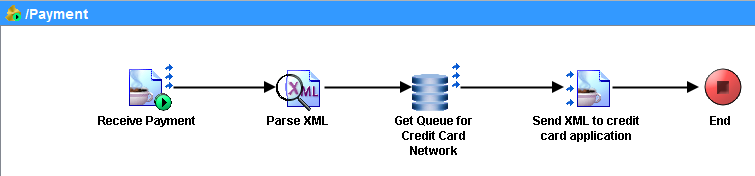 /Payment
XML
Receive Payment
Parse XML
Get Queue for
Credit Card
Network
Send XML to credit
card application
End